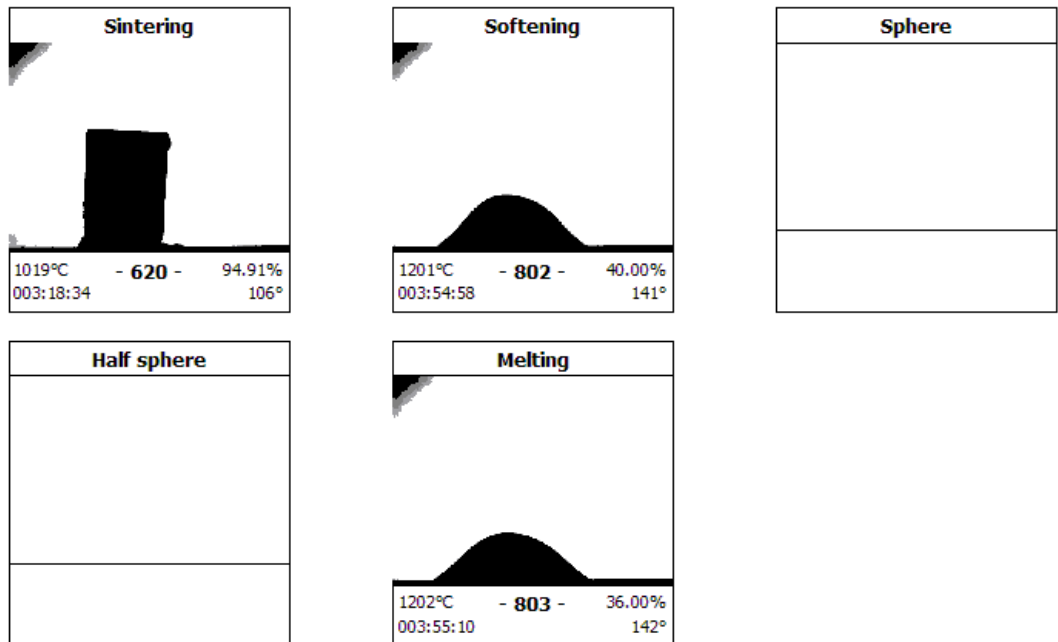 Sintering
Softening
Sphere
1019°C - 620 - 94.91%
003:18:34 106°
1201°C - 802 - 40.00%
003:54:58 141°
Half sphere
Melting
1202°C - 803 - 36.00%
003:55:10 142°